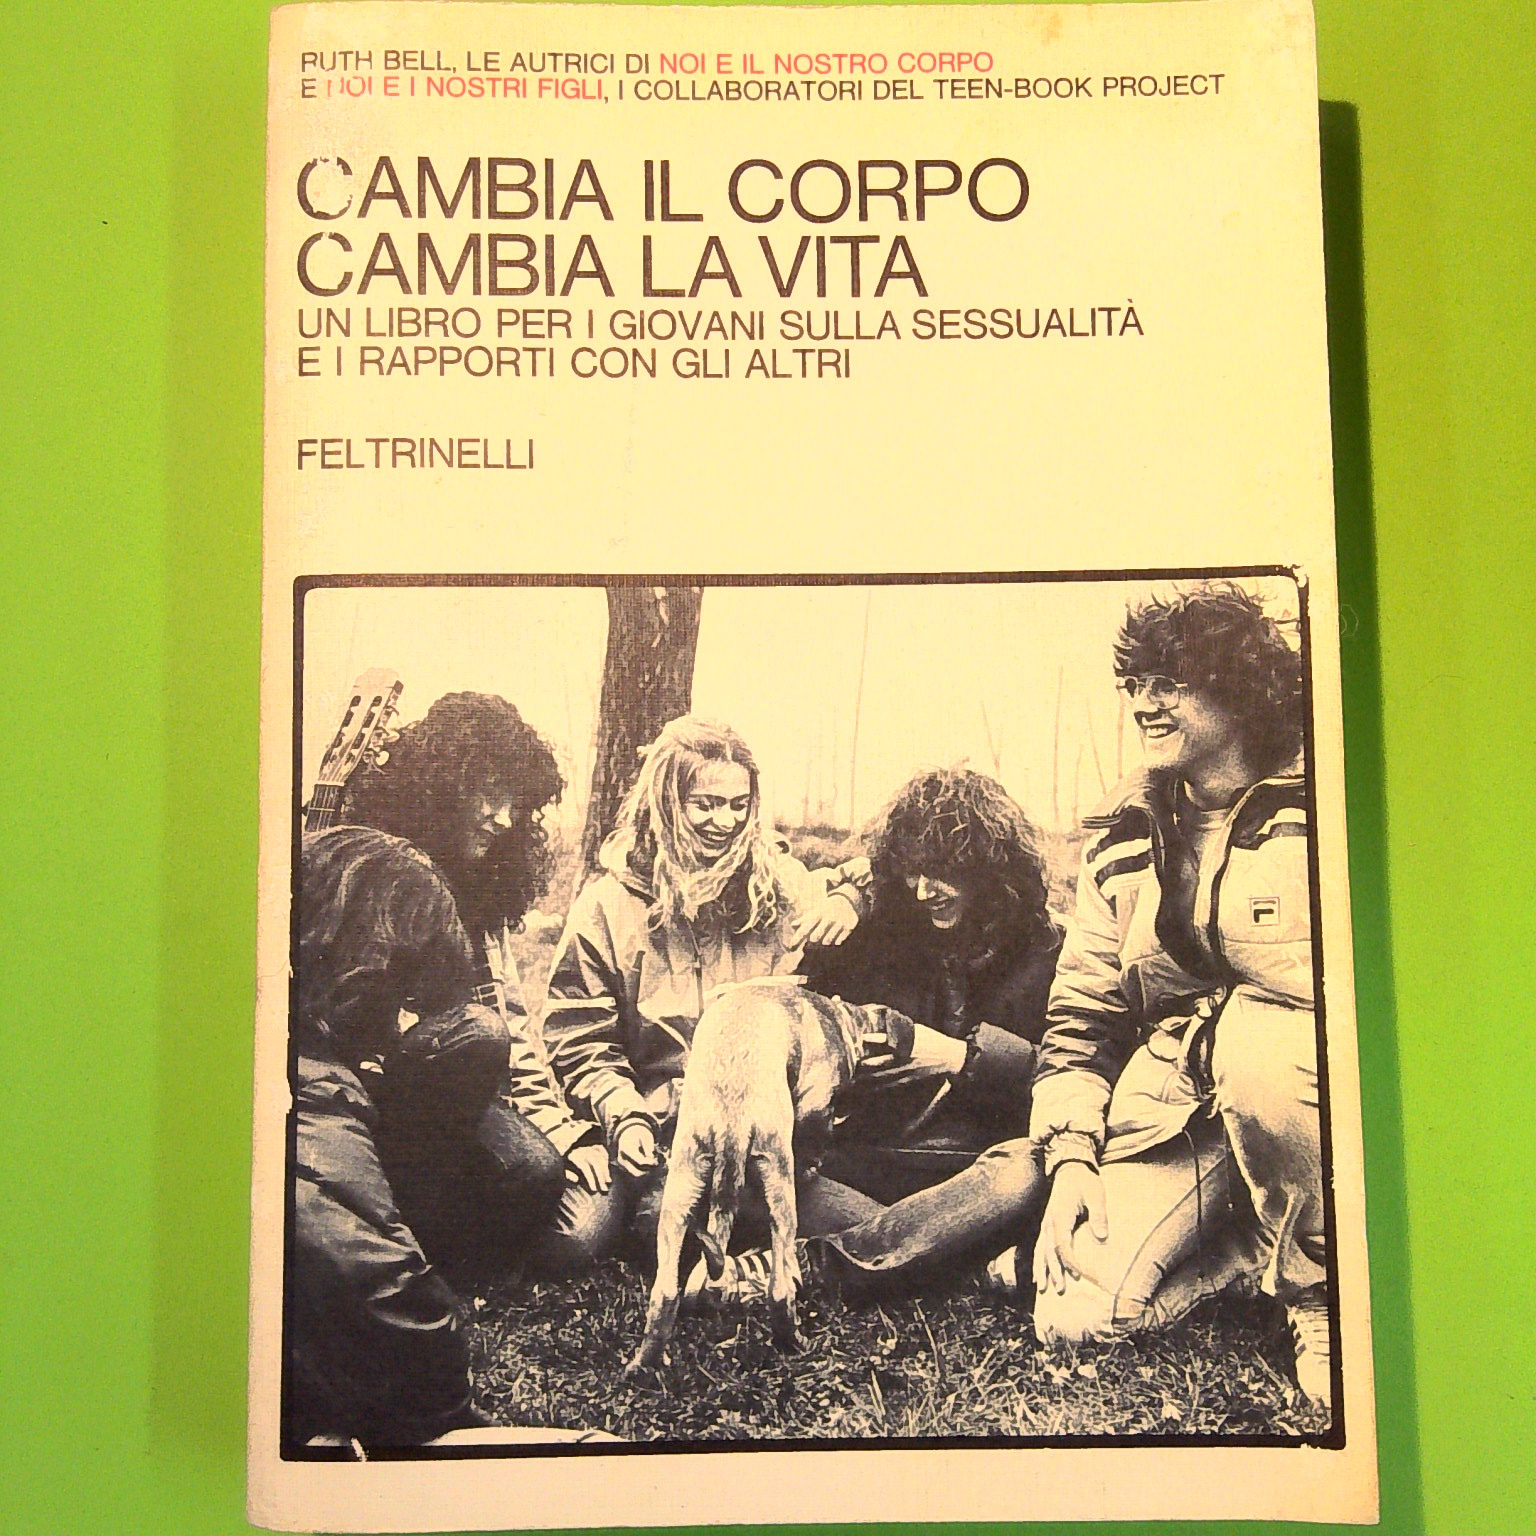 RUTH BELL, LE AUTRICI DI NOI E IL NOSTRO CORPO
E NOI E I NOSTRI FIGLI, I COLLABORATORI DEL TEEN-BOOK PROJECT
CAMBIA IL CORPO
CAMBIA LA VITA
UN LIBRO PER I GIOVANI SULLA SESSUALITÀ
E I RAPPORTI CON GLI ALTRI
FELTRINELLI
F